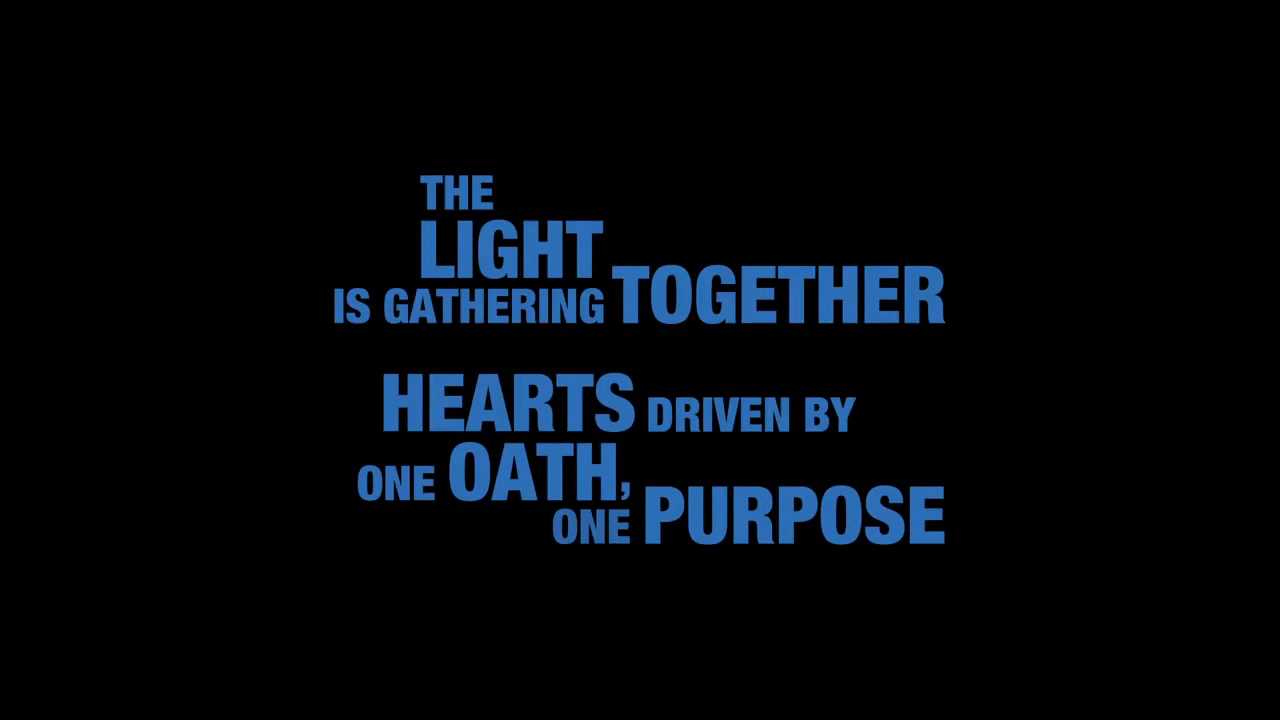 THE
LIGHT
IS GATHERING TOGETHER
HEARTS DRIVEN BY
ONE OATH,
ONE PURPOSE